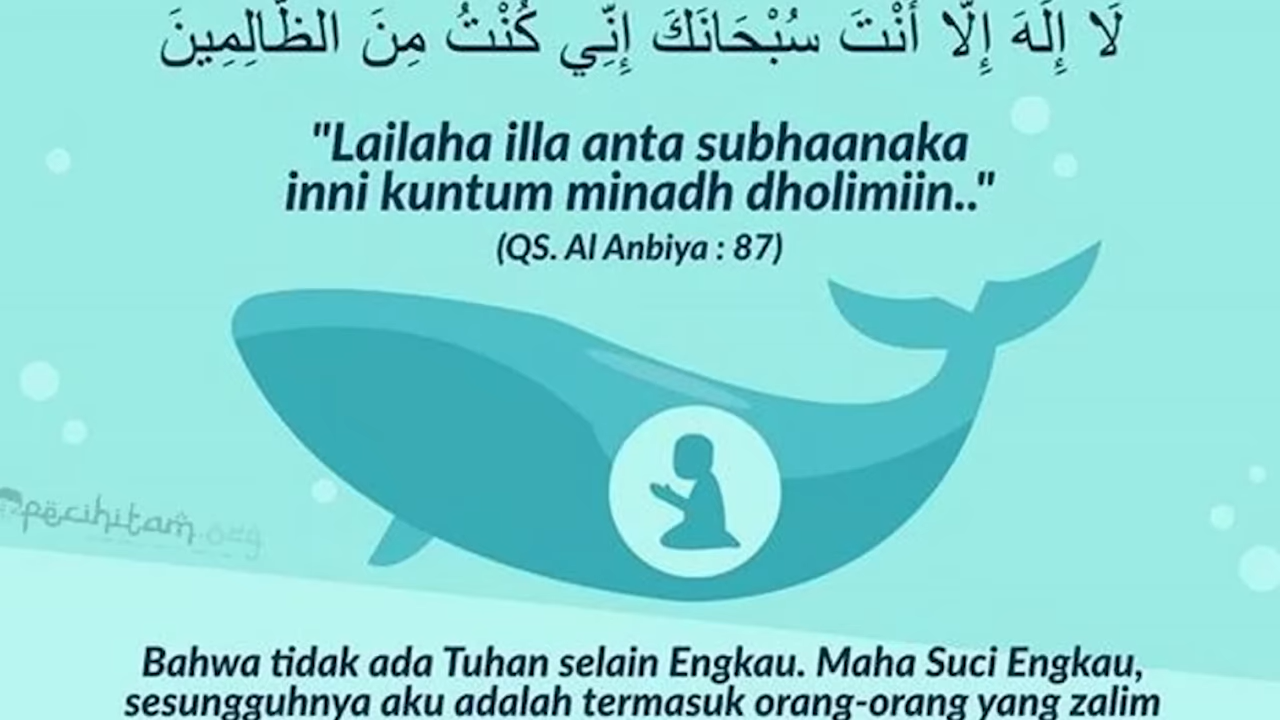 لَا إِلَهَ إِلَّا أَنْتَ سُبْحَانَكَ إِنِّي كُنْتُ مِنَ الظَّالِمِينَ
"Lailaha illa anta subhaanaka
inni kuntum minadh dholimiin.."
(QS. Al Anbiya : 87)
pecihitam.org
Bahwa tidak ada Tuhan selain Engkau. Maha Suci Engkau,
sesungguhnya aku adalah termasuk orang-orang yang zalim